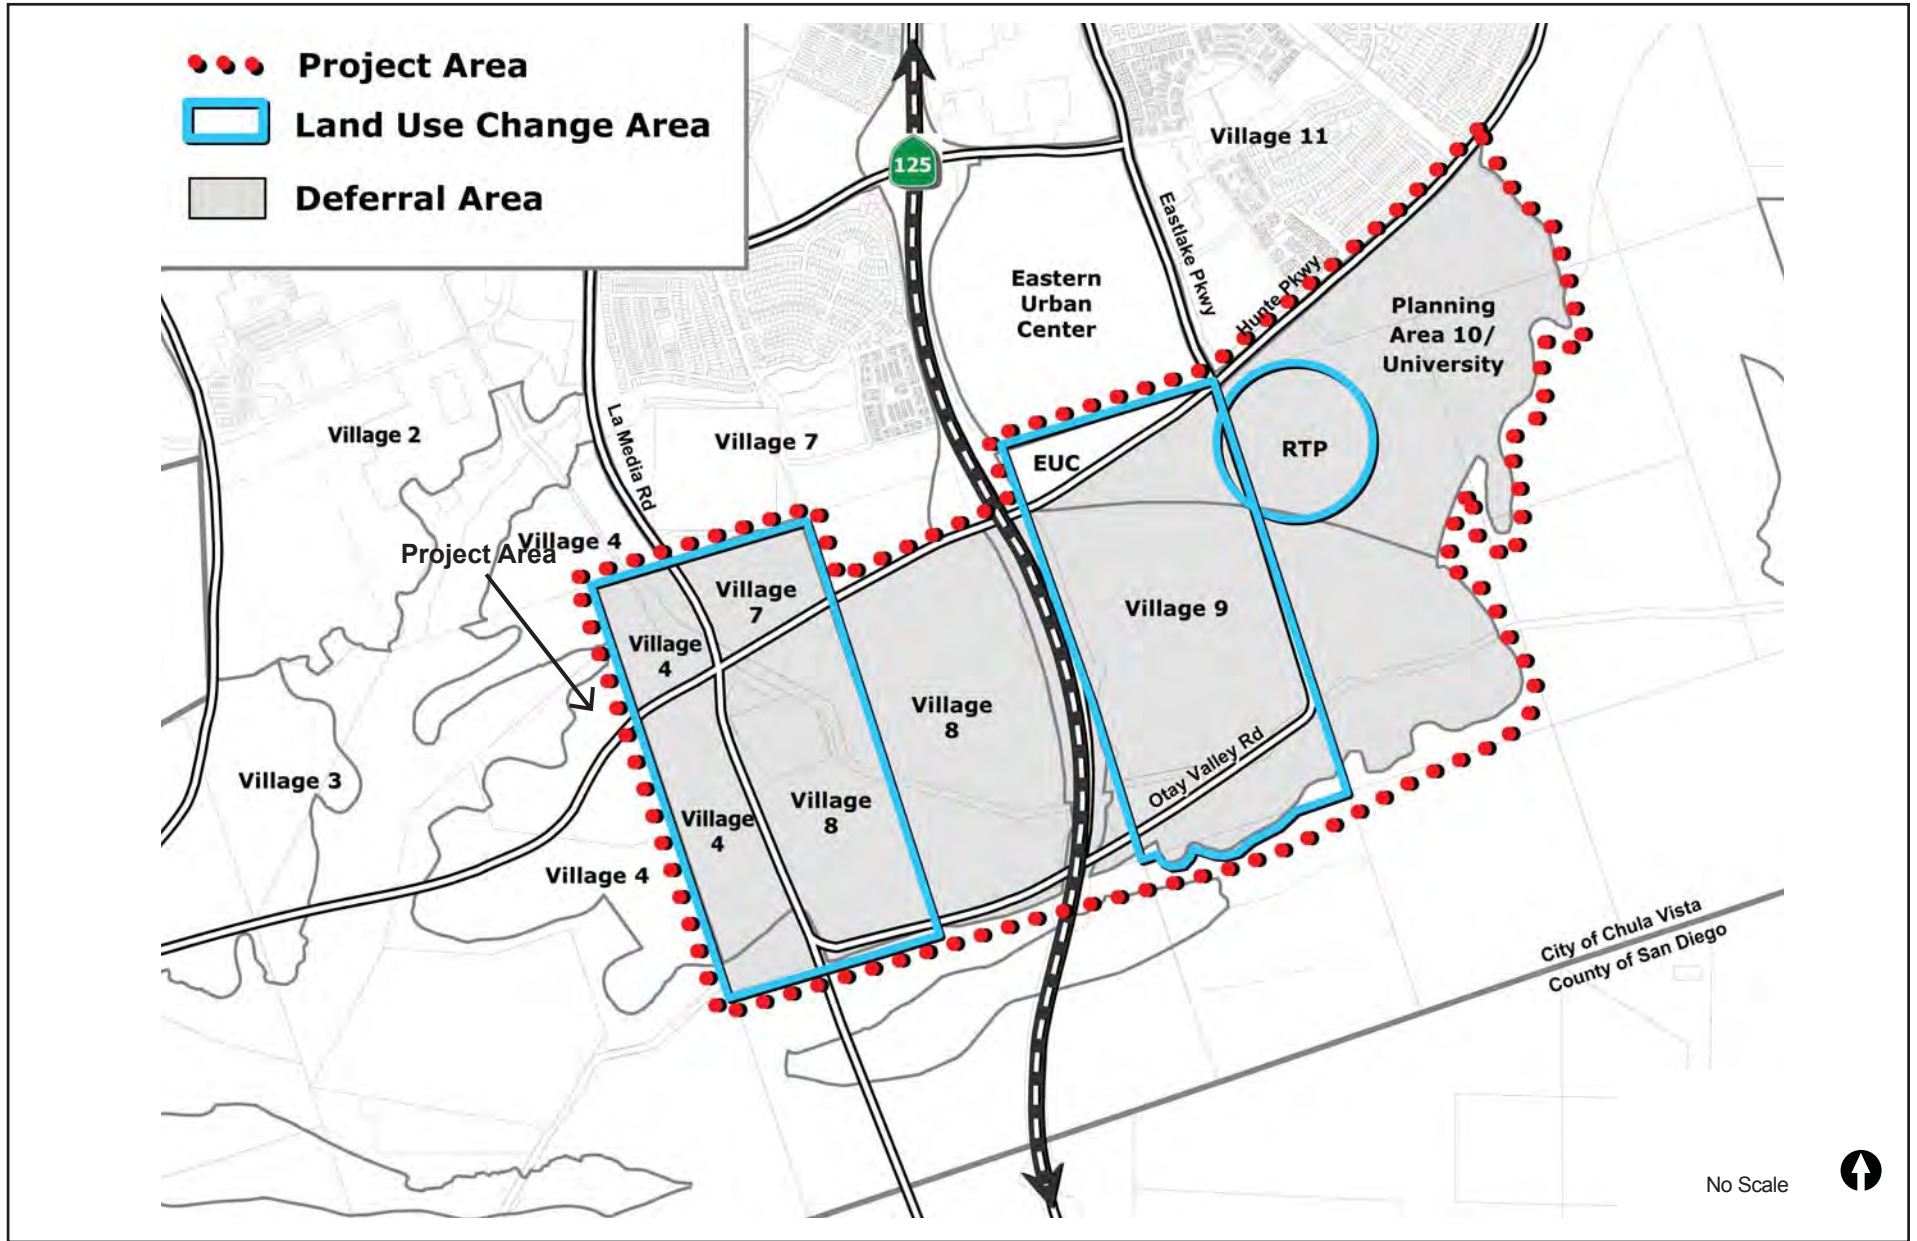 Project Area
Land Use Change Area
Deferral Area
125
Village 11
Eastlake Pkwy
Hunte Pkwy
Eastern
Urban
Center
Planning
Area 10/
University
Village 2
La Media Rd
Village 7
EUC
RTP
Village 4
Project Area
Village
7
Village
4
Village 9
Village
8
Otay Valley Rd
Village 3
Village
4
Village
8
Village 4
City of Chula Vista
County of San Diego
No Scale